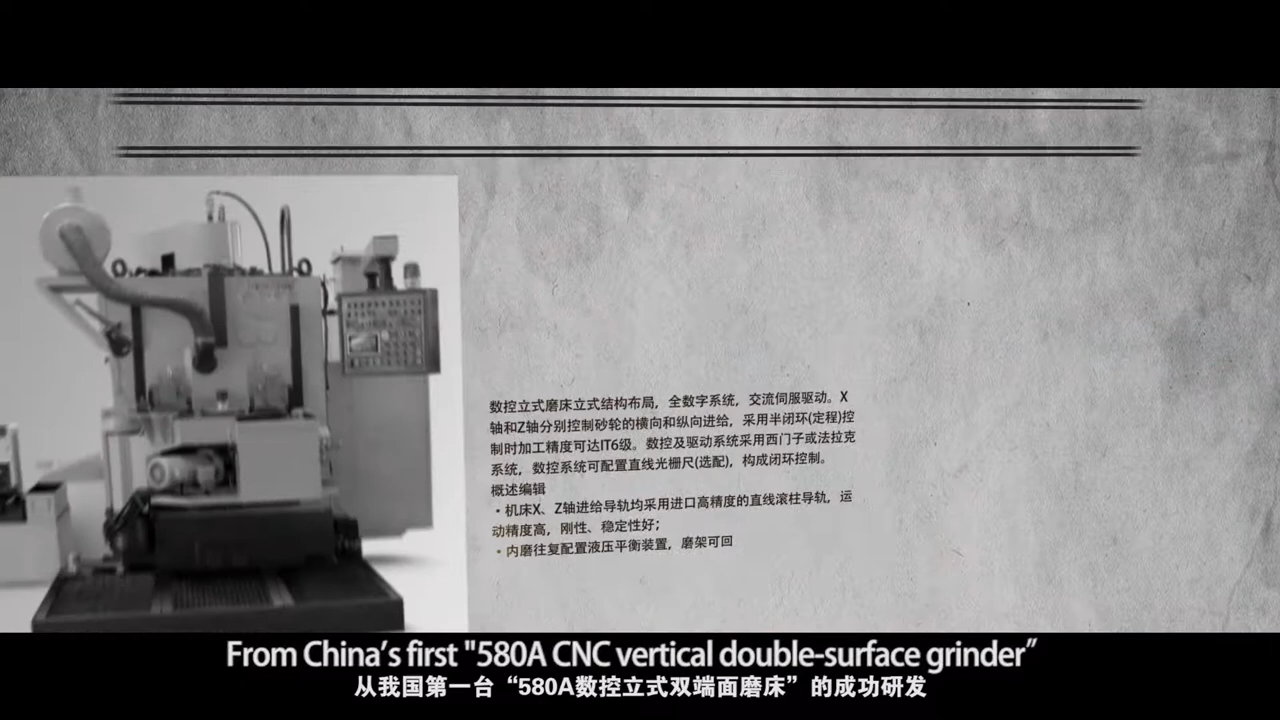 数控立式磨床立式结构布局，全数字系统，交流伺服驱动。X
轴和Z轴分别控制砂轮的横向和纵向进给，采用半闭环(定程)控
制时加工精度可达IT6级。数控及驱动系统采用西门子或法拉克
系统，数控系统可配置直线光栅尺(选配)，构成闭环控制。
概述编辑
・机床X、Z轴进给导轨均采用进口高精度的直线滚柱导轨，运
动精度高，刚性、稳定性好；
・内磨往复配置液压平衡装置，磨架可回
From China's first "580A CNC vertical double-surface grinder”
从我国第一台“580A数控立式双端面磨床”的成功研发